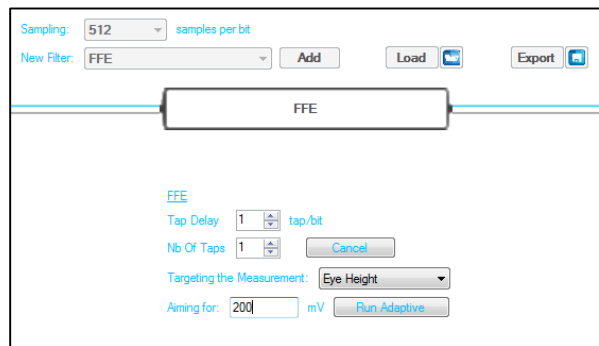 Sampling: 512 samples per bit
New Filter: FFE Add Load Export
FFE
FFE
Tap Delay 1 tap/bit
Nb Of Taps 1 Cancel
Targeting the Measurement: Eye Height
Aiming for: 200 mV Run Adaptive